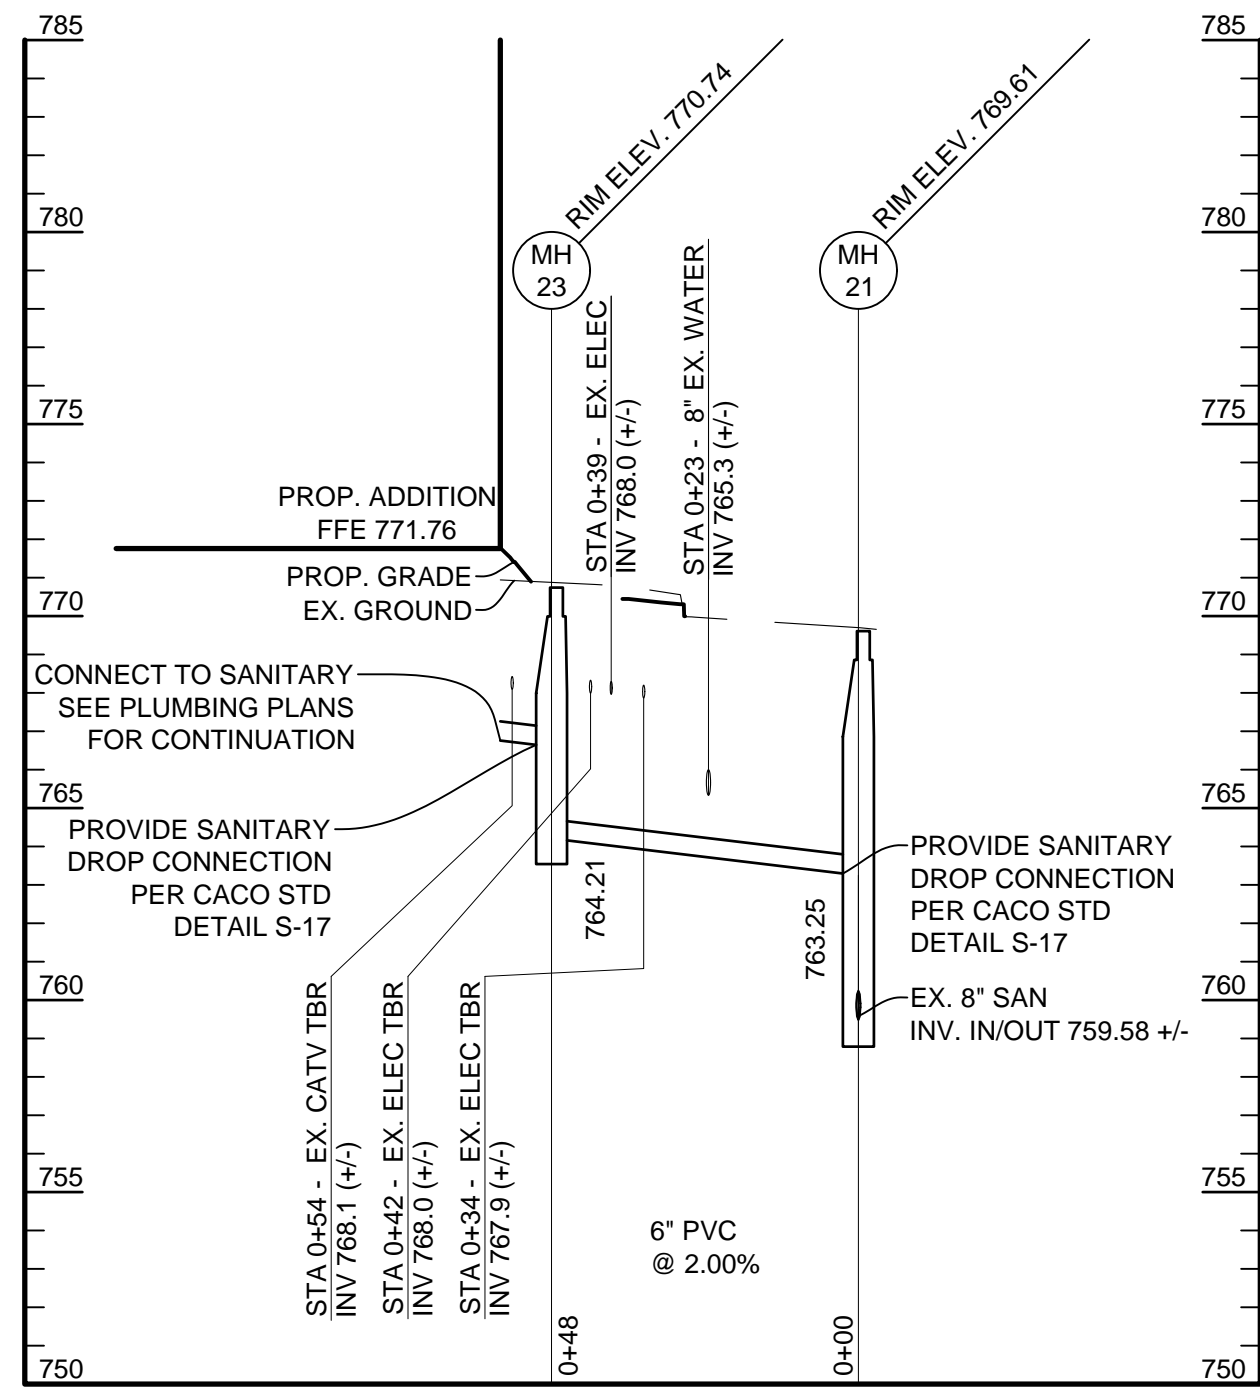 785
785
RIM ELEV. 770.74
RIM ELEV. 769.61
780
780
MH
23
MH
21
STA 0+39 - EX. ELEC
INV 768.0 (+/-)
STA 0+23 - 8" EX. WATER
INV 765.3 (+/-)
775
775
PROP. ADDITION
FFE 771.76
PROP. GRADE
EX. GROUND
770
770
CONNECT TO SANITARY
SEE PLUMBING PLANS
FOR CONTINUATION
765
765
PROVIDE SANITARY
DROP CONNECTION
PER CACO STD
DETAIL S-17
764.21
763.25
PROVIDE SANITARY
DROP CONNECTION
PER CACO STD
DETAIL S-17
760
760
EX. 8" SAN
INV. IN/OUT 759.58 +/-
STA 0+54 - EX. CATV TBR
INV 768.1 (+/-)
STA 0+42 - EX. ELEC TBR
INV 768.0 (+/-)
STA 0+34 - EX. ELEC TBR
INV 767.9 (+/-)
755
755
6" PVC
@ 2.00%
0+48
0+00
750
750